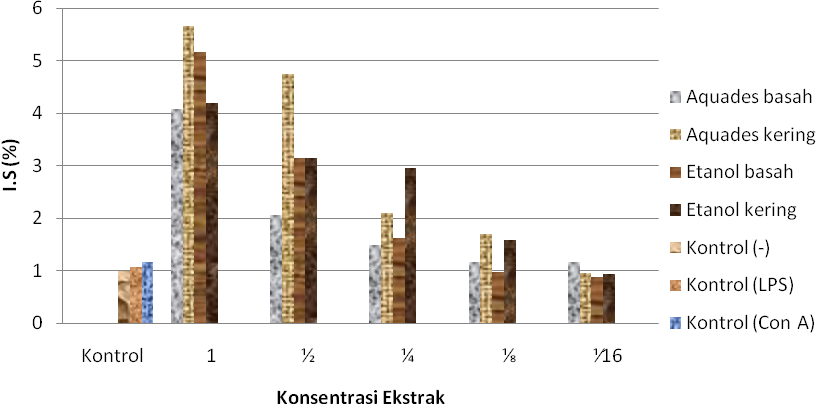 6
5
4
3
2
1
0
I.S (%)
Kontrol 1 ½ ¼ ⅛ ⅟16
Konsentrasi Ekstrak
Aquades basah
Aquades kering
Etanol basah
Etanol kering
Kontrol (-)
Kontrol (LPS)
Kontrol (Con A)